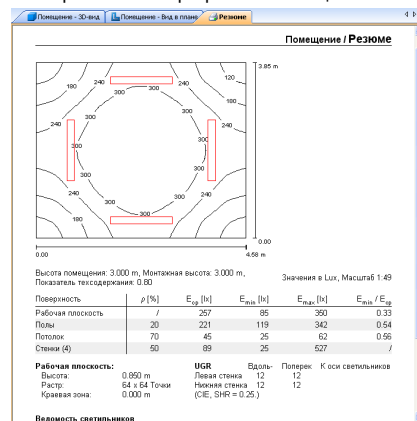 Помещение - 3D-вид Помещение - Вид в плане Резюме
Помещение / Резюме
3.85 m
240 240 120
180 180
300 300
240 240
300 300
300 300
240 240
180 300 180
0.00
0.00 4.58 m
Высота помещения: 3.000 m, Монтажная высота: 3.000 m,
Показатель техсодержания: 0.80
Значения в Lux, Масштаб 1:49
Поверхность ρ [%] Eср [lx] Emin [lx] Emax [lx] Emin / Eср
Рабочая плоскость / 257 85 350 0.33
Полы 20 221 119 342 0.54
Потолок 70 45 25 62 0.56
Стенки (4) 50 89 25 527 /
Рабочая плоскость: UGR Вдоль- Поперек К оси светильников
Высота: 0.850 m Левая стенка 12 12
Растр: 64 x 64 Точки Нижняя стенка 12 12
Краевая зона: 0.000 m (CIE, SHR = 0.25.)
Ведомость светильников